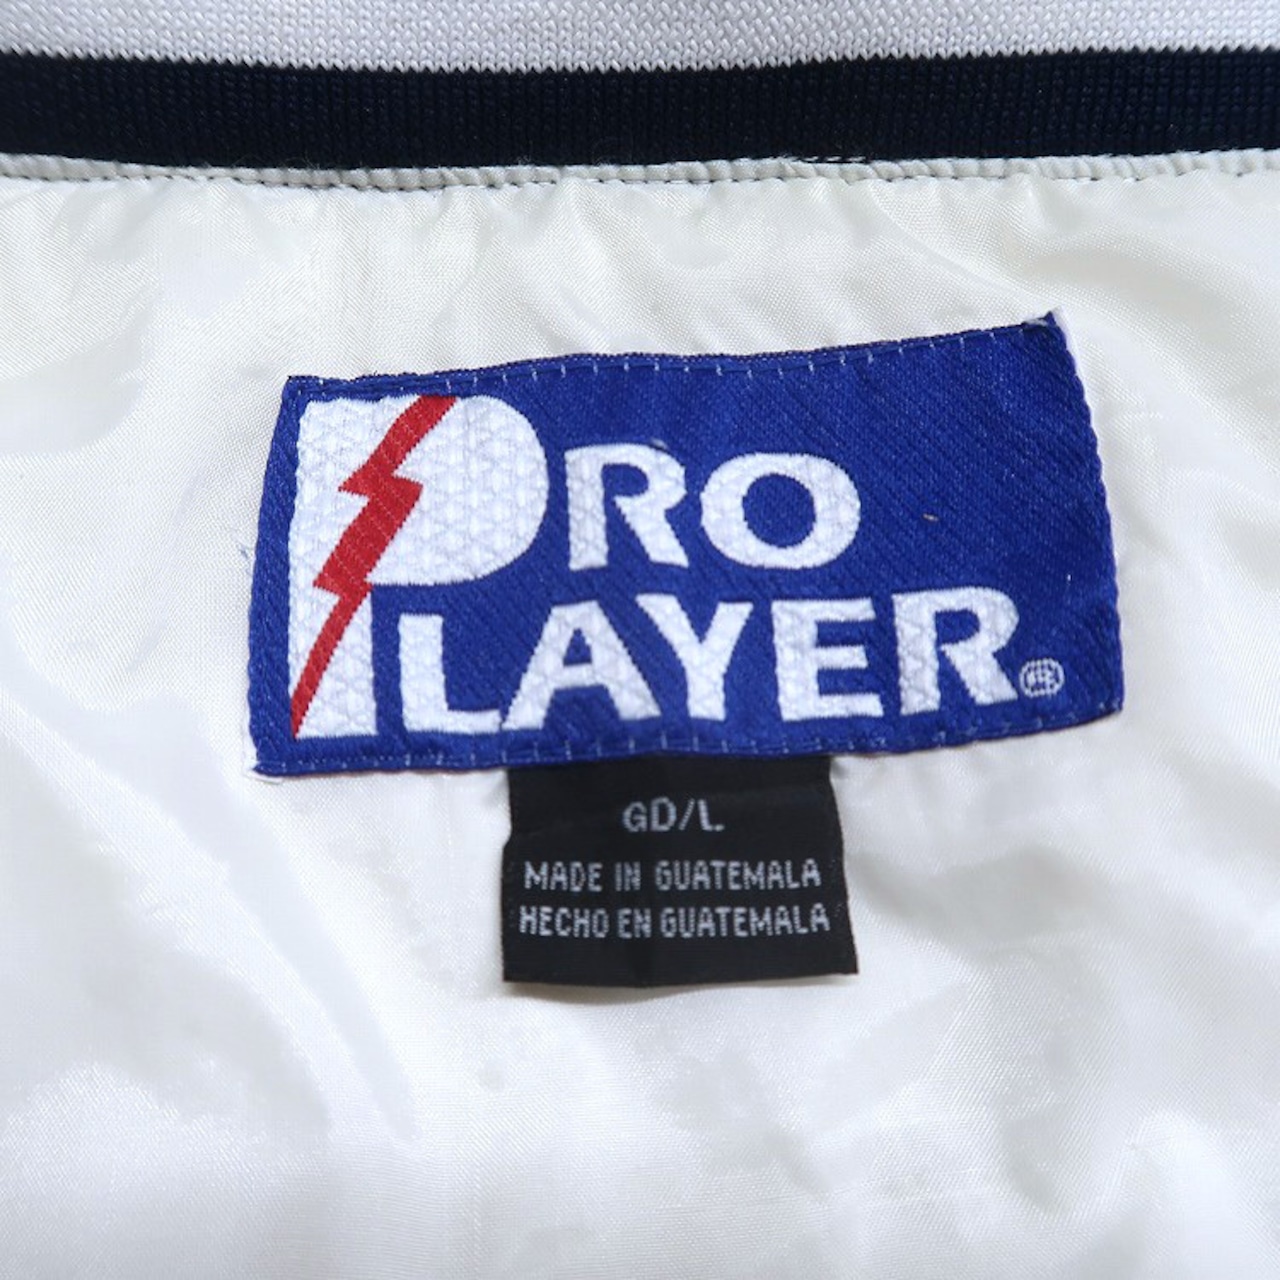 PRO
PLAYER®
GD/L
MADE IN GUATEMALA
HECHO EN GUATEMALA